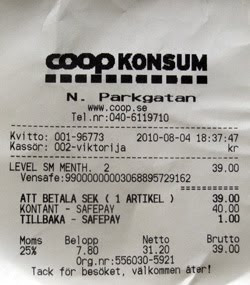 coop KONSUM
N. Parkgatan
www.coop.se
Tel.nr:040-6119710
Kvitto: 001-96773 2010-08-04 18:37:47
Kassör: 002-viktorija kr
LEVEL SM MENTH. 2 39.00
Vensafe:99000000003068895729162
ATT BETALA SEK ( 1 ARTIKEL ) 39.00
KONTANT - SAFEPAY 40.00
TILLBAKA - SAFEPAY 1.00
Moms Belopp Netto Brutto
25% 7.80 31.20 39.00
Org.nr:556030-5921
Tack för besöket, välkommen åter!